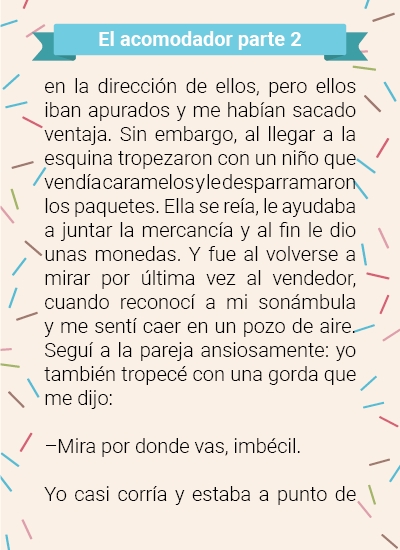 El acomodador parte 2
en la dirección de ellos, pero ellos
iban apurados y me habían sacado
ventaja. Sin embargo, al llegar a la
esquina tropezaron con un niño que
vendía caramelos y le desparramaron
los paquetes. Ella se reía, le ayudaba
a juntar la mercancía y al fin le dio
unas monedas. Y fue al volverse a
mirar por última vez al vendedor,
cuando reconocí a mi sonámbula
y me sentí caer en un pozo de aire.
Seguí a la pareja ansiosamente: yo
también tropecé con una gorda que
me dijo:
–Mira por donde vas, imbécil.
Yo casi corría y estaba a punto de